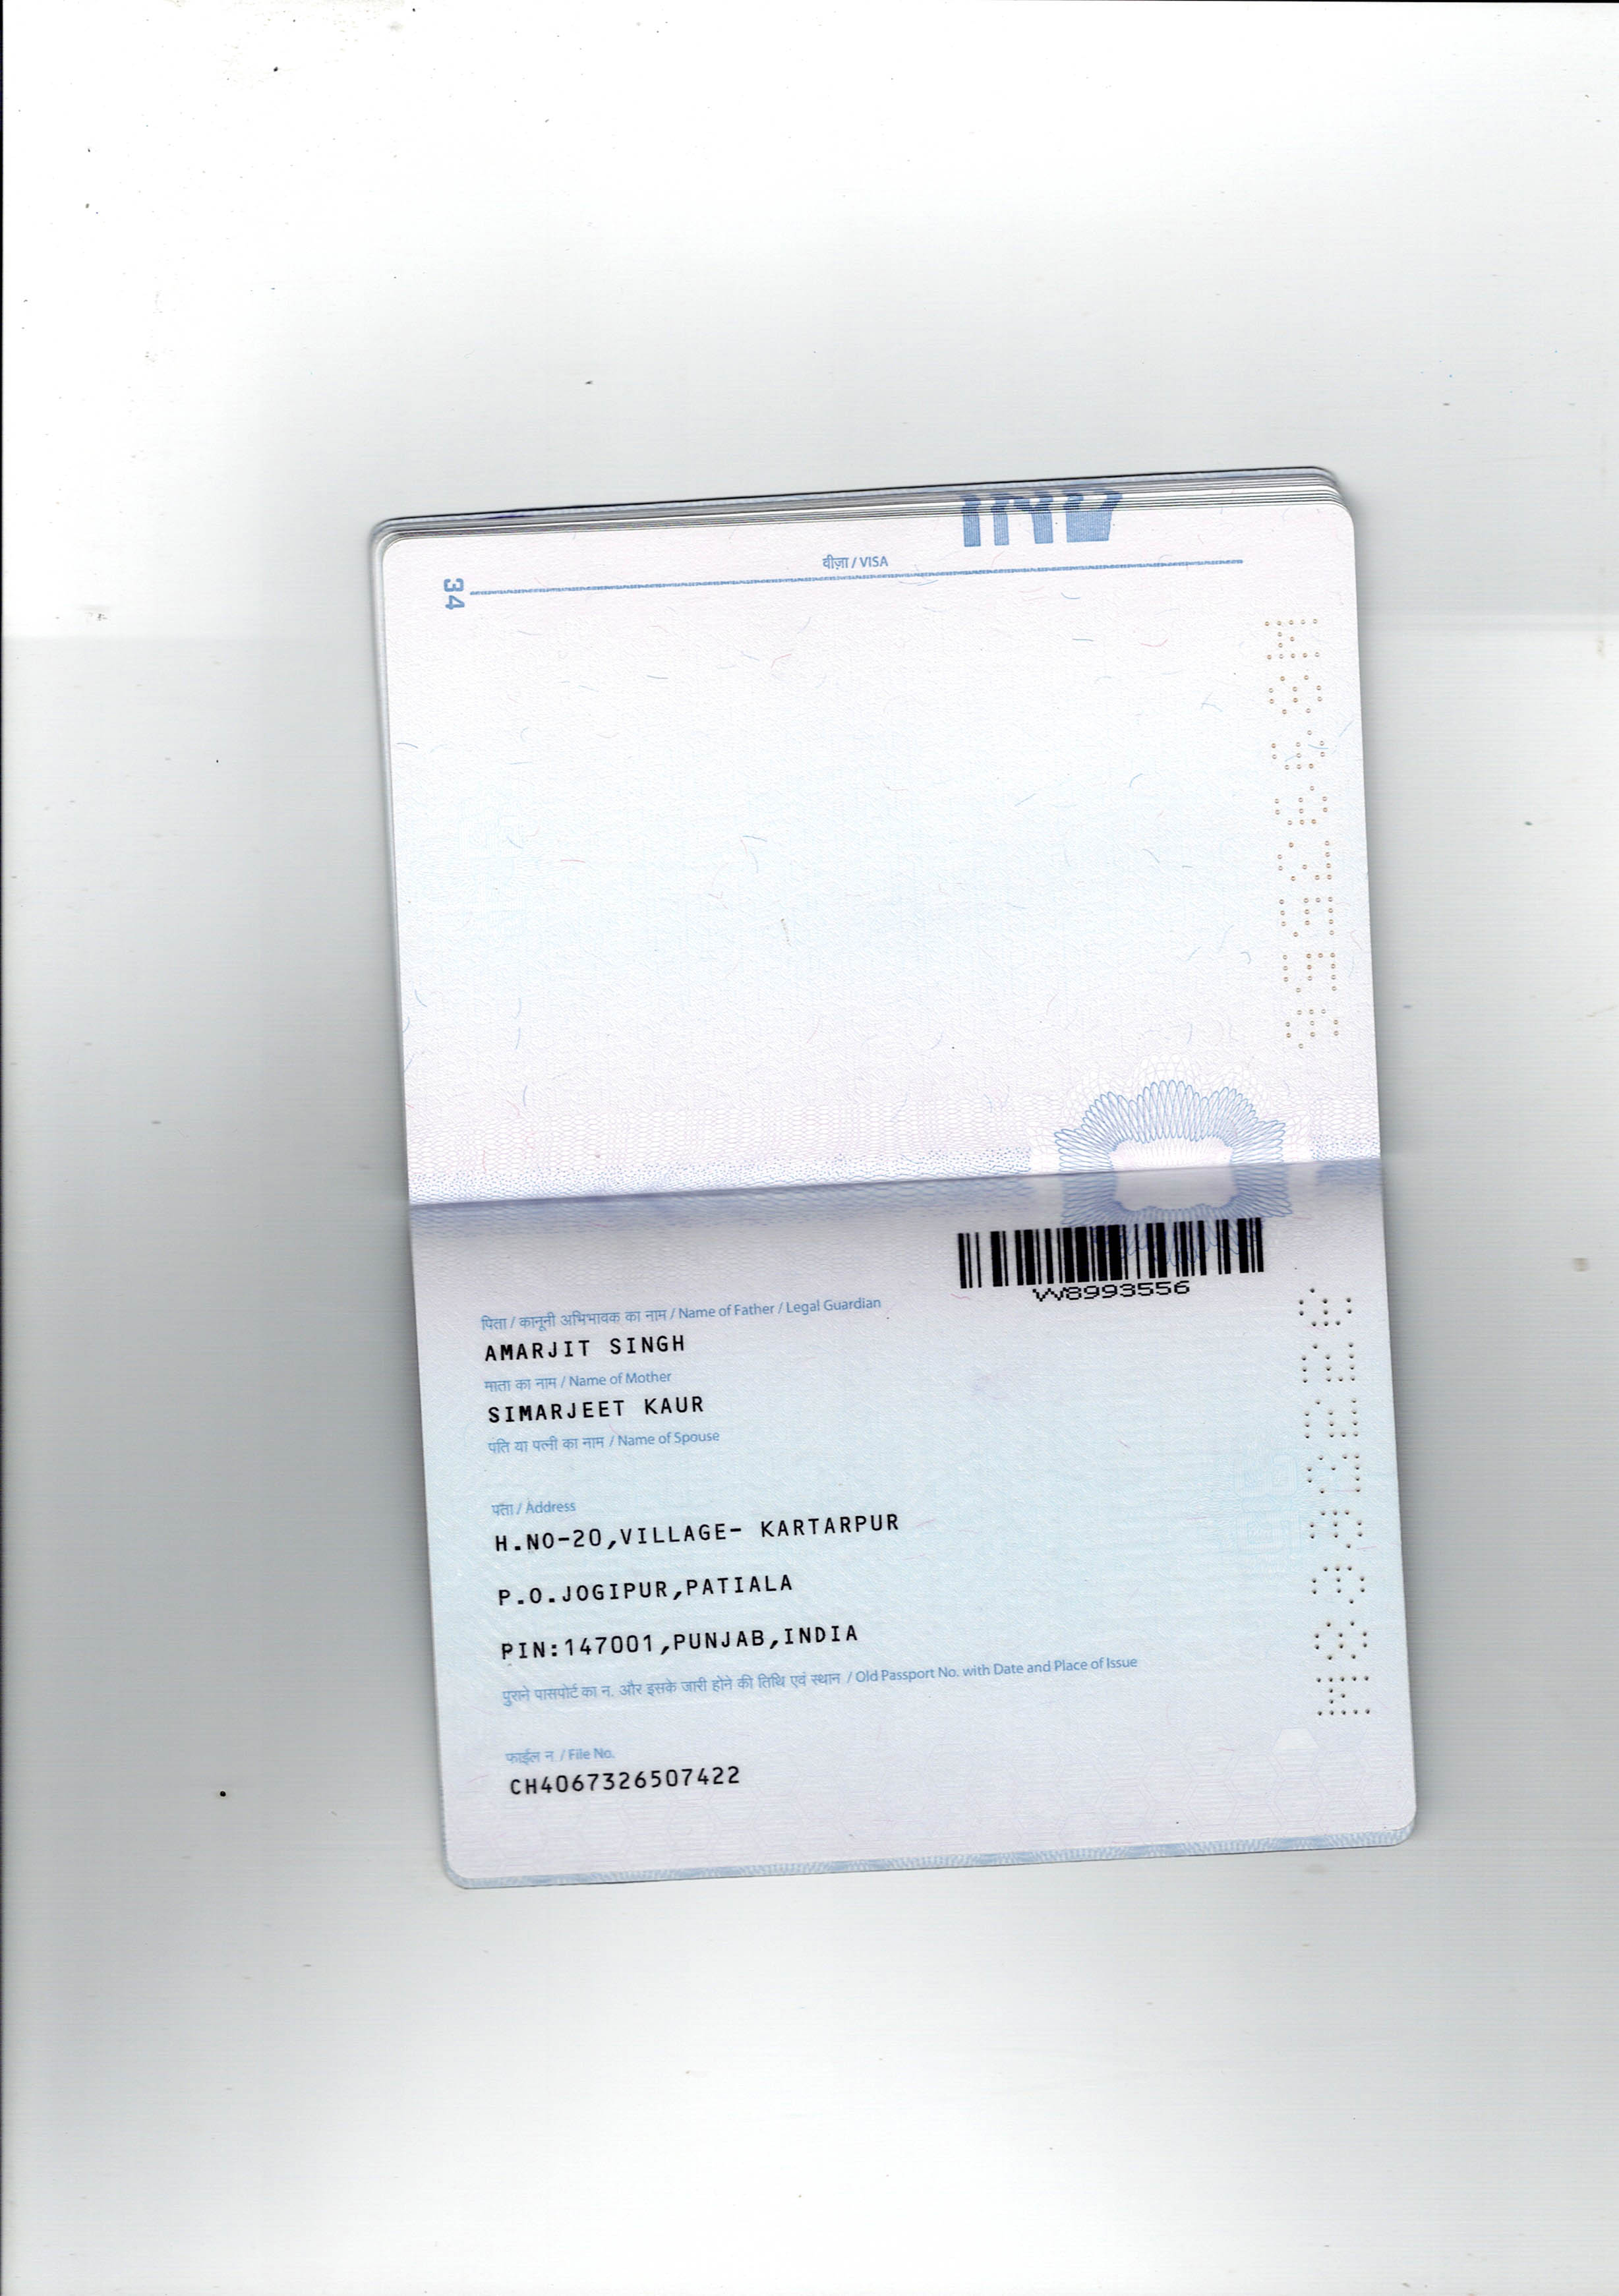 34
वीज़ा / VISA
W8993556
पिता / कानूनी अभिभावक का नाम / Name of Father / Legal Guardian
AMARJIT SINGH
माता का नाम / Name of Mother
SIMARJEET KAUR
पति या पत्नी का नाम / Name of Spouse
पता / Address
H.NO-20,VILLAGE- KARTARPUR
P.O.JOGIPUR,PATIALA
PIN:147001,PUNJAB,INDIA
पुराने पासपोर्ट का न. और इसके जारी होने की तिथि एवं स्थान / Old Passport No. with Date and Place of Issue
फाईल न. / File No.
CH4067326507422